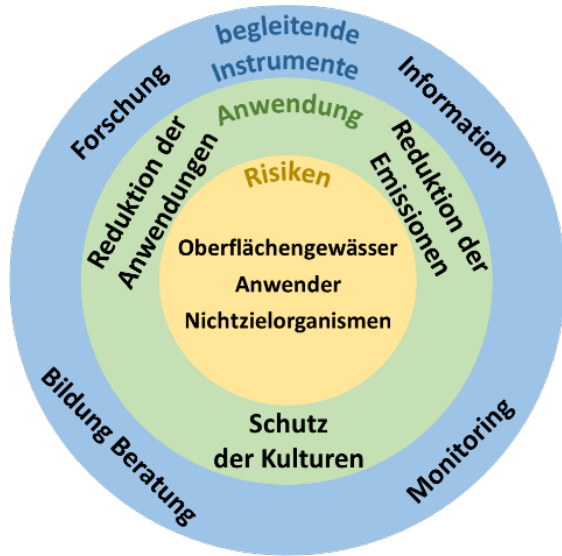 begleitende
Instrumente
Forschung
Information
Anwendung
Reduktion der
Anwendungen
Reduktion der
Emissionen
Risiken
Oberflächengewässer
Anwender
Nichtzielorganismen
Schutz
der Kulturen
Bildung Beratung
Monitoring